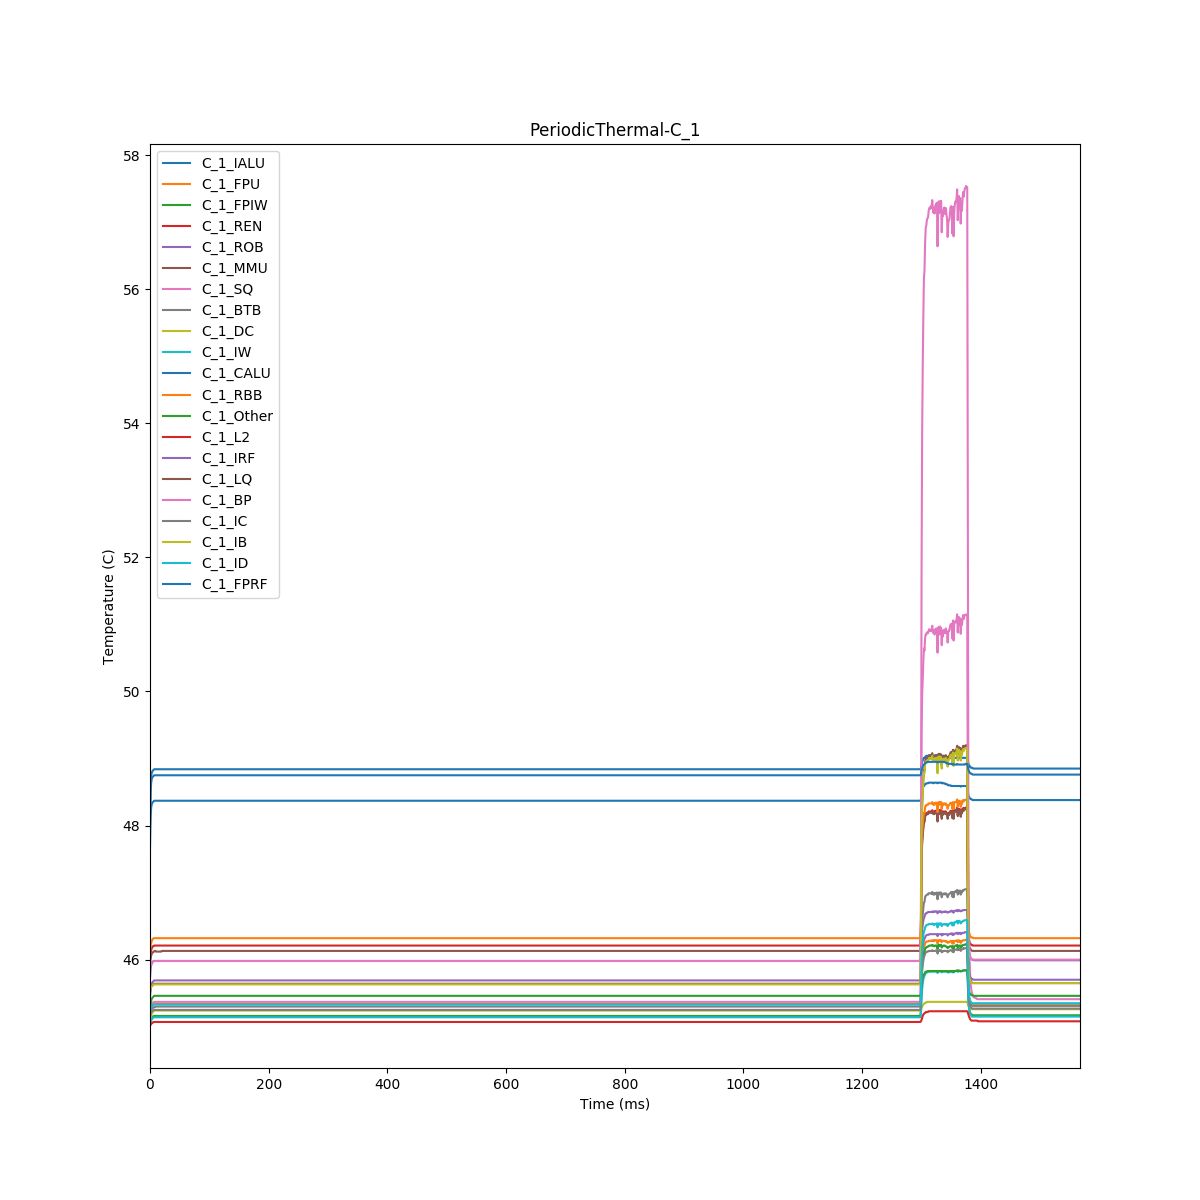 PeriodicThermal-C_1
58
56
54
52
50
48
46
Temperature (C)
C_1_IALU
C_1_FPU
C_1_FPIW
C_1_REN
C_1_ROB
C_1_MMU
C_1_SQ
C_1_BTB
C_1_DC
C_1_IW
C_1_CALU
C_1_RBB
C_1_Other
C_1_L2
C_1_IRF
C_1_LQ
C_1_BP
C_1_IC
C_1_IB
C_1_ID
C_1_FPRF
0 200 400 600 800 1000 1200 1400
Time (ms)